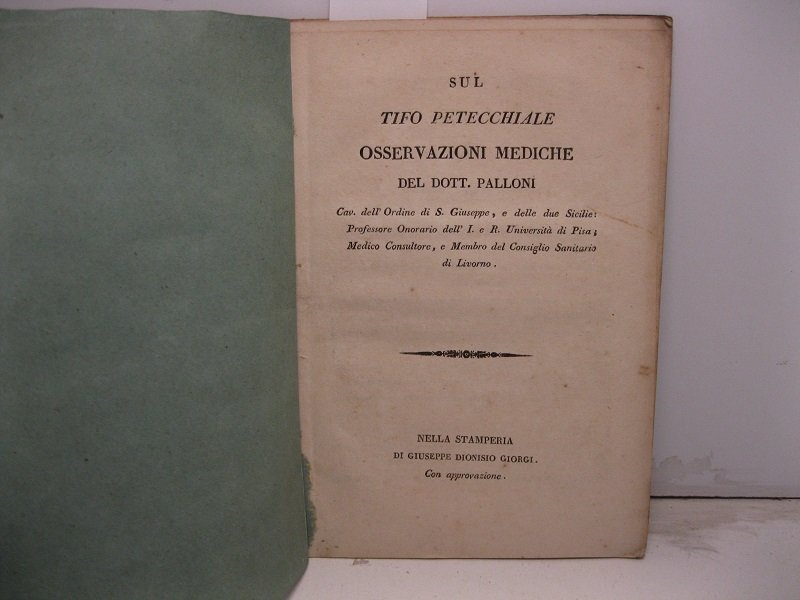 SUL
TIFO PETECCHIALE
OSSERVAZIONI MEDICHE
DEL DOTT. PALLONI
Cav. dell' Ordine di S. Giuseppe, e delle due Sicilie:
Professore Onorario dell' I. e R. Università di Pisa;
Medico Consultore, e Membro del Consiglio Sanitario
di Livorno.
NELLA STAMPERIA
DI GIUSEPPE DIONISIO GIORGI.
Con approvazione.